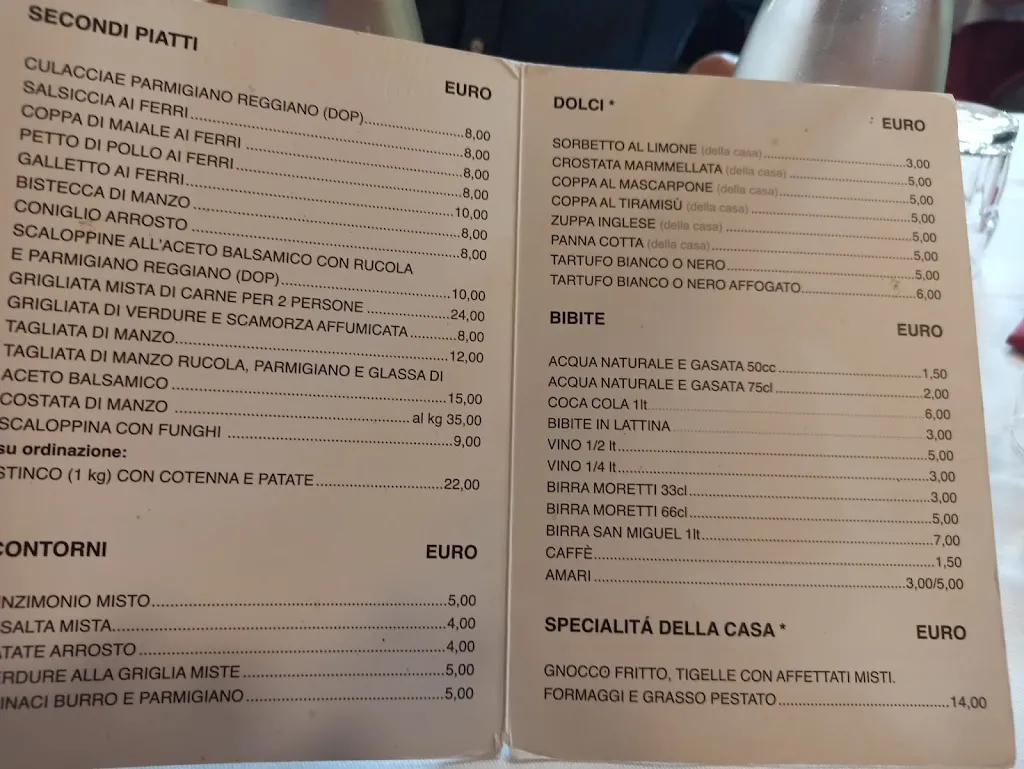 SECONDI PIATTI
EURO
CULACCIAE PARMIGIANO REGGIANO (DOP)....................8,00
SALSICCIA AI FERRI....................8,00
COPPA DI MAIALE AI FERRI ....................8,00
PETTO DI POLLO AI FERRI....................8,00
GALLETTO AI FERRI....................10,00
BISTECCA DI MANZO ....................8,00
CONIGLIO ARROSTO ....................8,00
SCALOPPINE ALL'ACETO BALSAMICO CON RUCOLA
E PARMIGIANO REGGIANO (DOP)....................10,00
GRIGLIATA MISTA DI CARNE PER 2 PERSONE ....................24,00
GRIGLIATA DI VERDURE E SCAMORZA AFFUMICATA ....................8,00
TAGLIATA DI MANZO....................12,00
TAGLIATA DI MANZO RUCOLA, PARMIGIANO E GLASSA DI
ACETO BALSAMICO ....................15,00
COSTATA DI MANZO .................... al kg 35,00
SCALOPPINA CON FUNGHI ....................9,00
su ordinazione:
STINCO (1 kg) CON COTENNA E PATATE....................22,00
CONTORNI EURO
INZIMONIO MISTO....................5,00
SALTA MISTA....................4,00
ATATE ARROSTO ....................4,00
ERDURE ALLA GRIGLIA MISTE ....................5,00
INACI BURRO E PARMIGIANO....................5,00
DOLCI *
EURO
SORBETTO AL LIMONE (della casa)....................3,00
CROSTATA MARMMELLATA (della casa)....................5,00
COPPA AL MASCARPONE (della casa)....................5,00
COPPA AL TIRAMISÙ (della casa) ....................5,00
ZUPPA INGLESE (della casa) ....................5,00
PANNA COTTA (della casa)....................5,00
TARTUFO BIANCO O NERO....................5,00
TARTUFO BIANCO O NERO AFFOGATO....................6,00
BIBITE EURO
ACQUA NATURALE E GASATA 50cc ....................1,50
ACQUA NATURALE E GASATA 75cl ....................2,00
COCA COLA 1lt....................6,00
BIBITE IN LATTINA ....................3,00
VINO 1/2 lt....................5,00
VINO 1/4 lt....................3,00
BIRRA MORETTI 33cl....................3,00
BIRRA MORETTI 66cl....................5,00
BIRRA SAN MIGUEL 1lt....................7,00
CAFFÈ....................1,50
AMARI ....................3,00/5,00
SPECIALITÁ DELLA CASA * EURO
GNOCCO FRITTO, TIGELLE CON AFFETTATI MISTI.
FORMAGGI E GRASSO PESTATO....................14,00